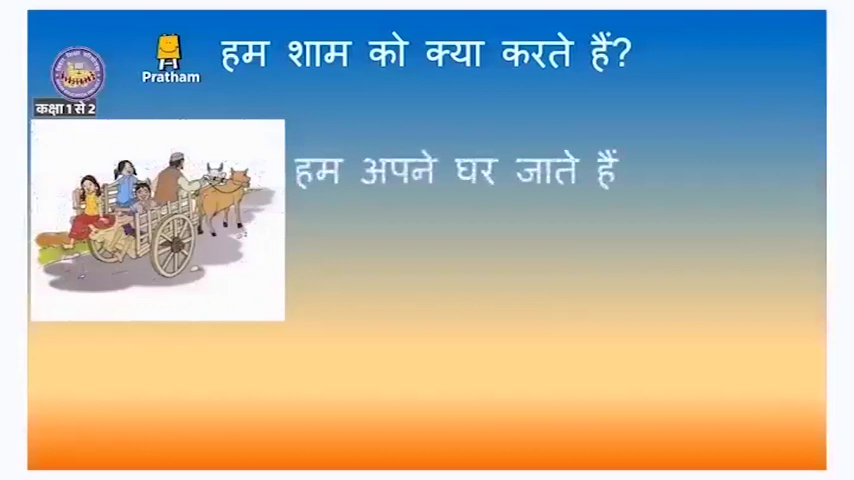 हम शाम को क्या करते हैं?
Pratham
कक्षा 1 से 2
हम अपने घर जाते हैं